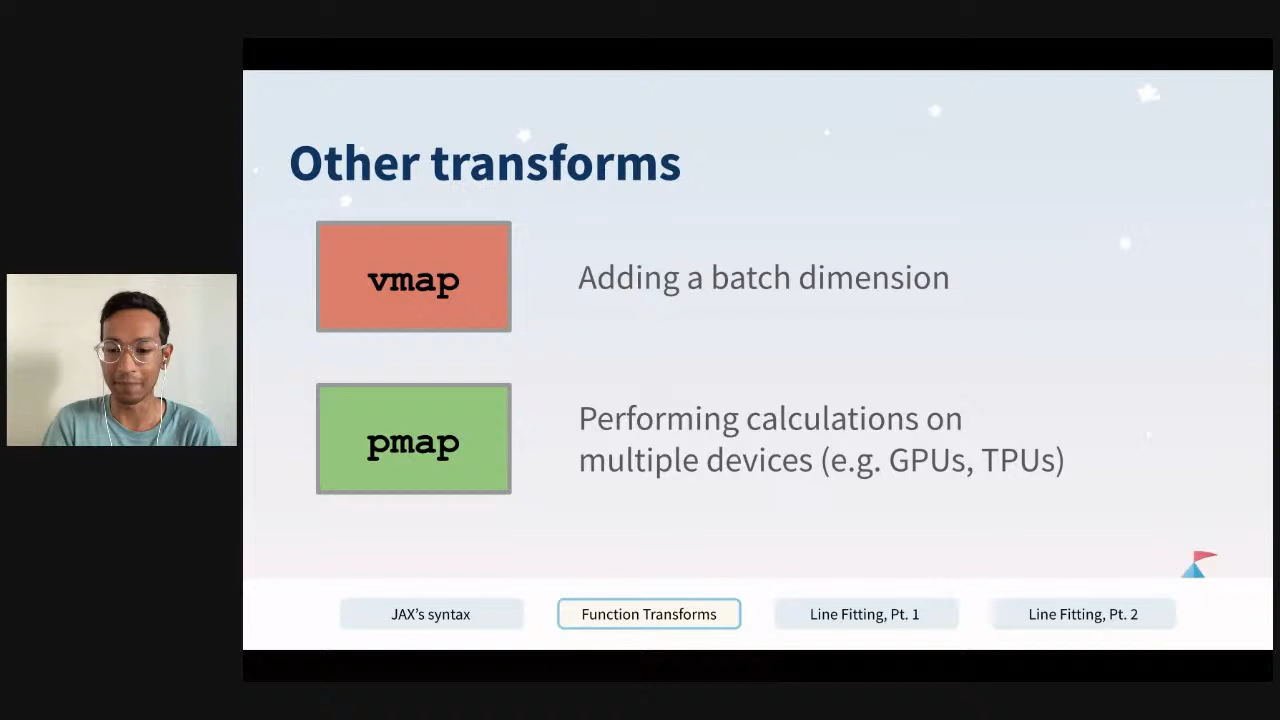 Other transforms
vmap
Adding a batch dimension
pmap
Performing calculations on
multiple devices (e.g. GPUs, TPUs)
JAX’s syntax
Function Transforms
Line Fitting, Pt. 1
Line Fitting, Pt. 2